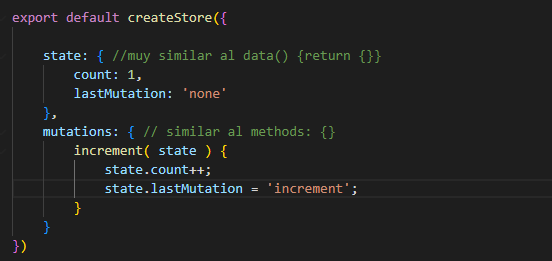 export default createStore({
state: { //muy similar al data() {return {}}
count: 1,
lastMutation: 'none'
},
mutations: { // similar al methods: {}
increment( state ) {
state.count++;
state.lastMutation = 'increment';
}
}
})